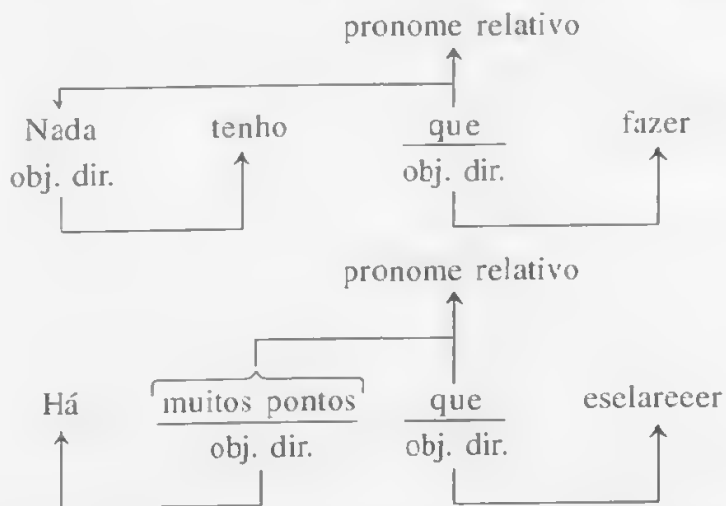 pronome relativo
Nada tenho que fazer
obj. dir. obj. dir.
pronome relativo
Há muitos pontos que eselareeer
obj. dir. obj. dir.